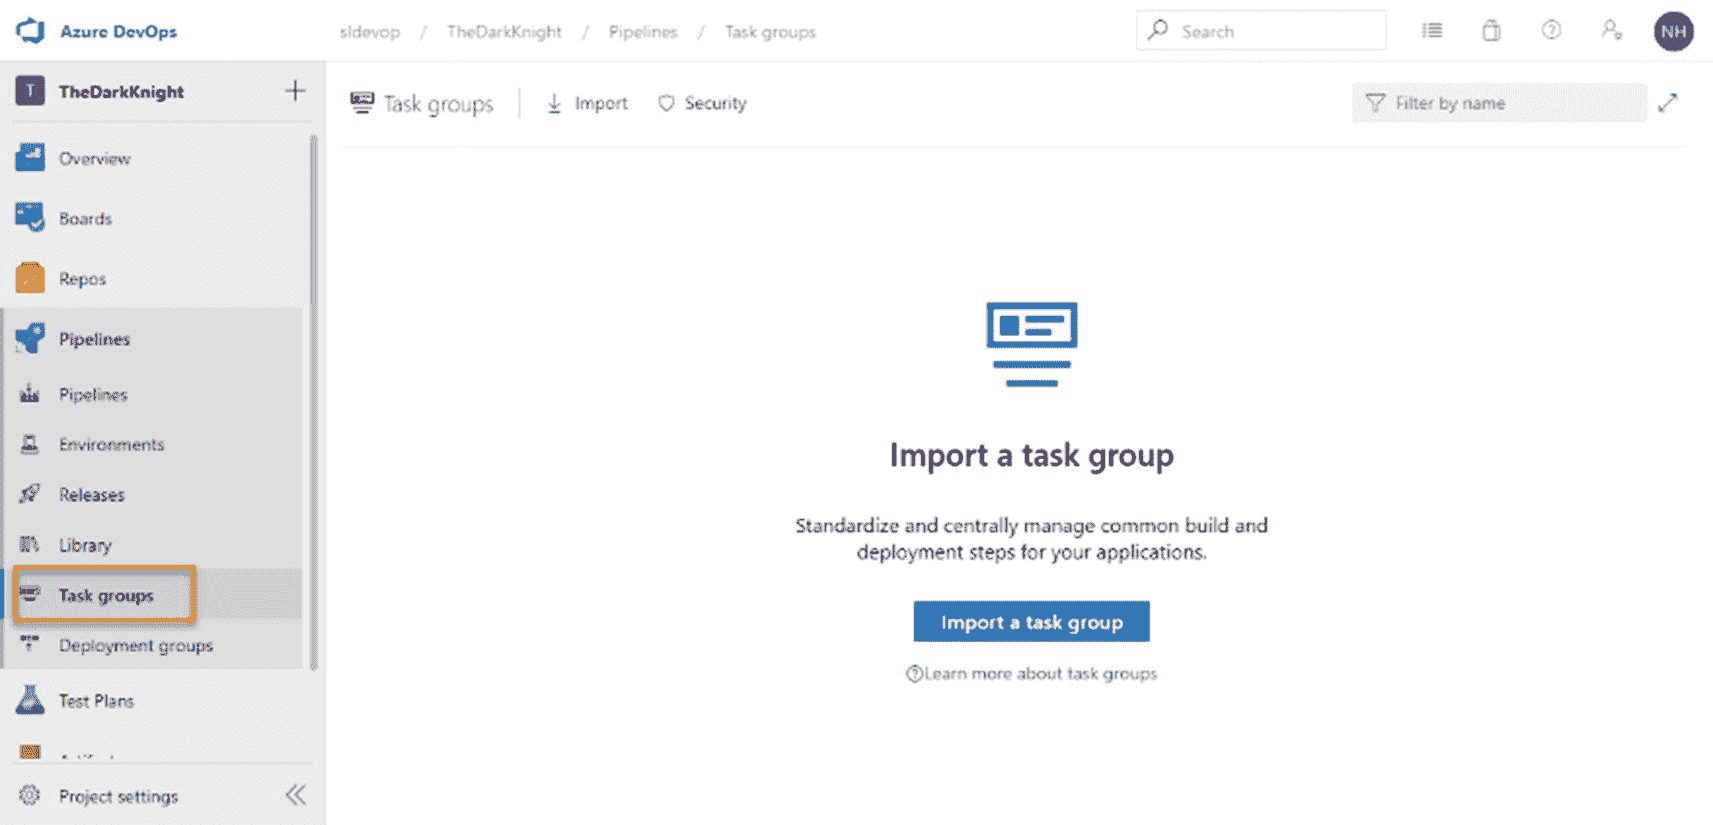 Azure DevOps
sldevop / TheDarkKnight / Pipelines / Task groups
Search
NH
T TheDarkKnight
Task groups
Import
Security
Filter by name
Overview
Boards
Repos
Pipelines
Pipelines
Environments
Releases
Library
Task groups
Deployment groups
Test Plans
Project settings
Import a task group
Standardize and centrally manage common build and
deployment steps for your applications.
Import a task group
Learn more about task groups